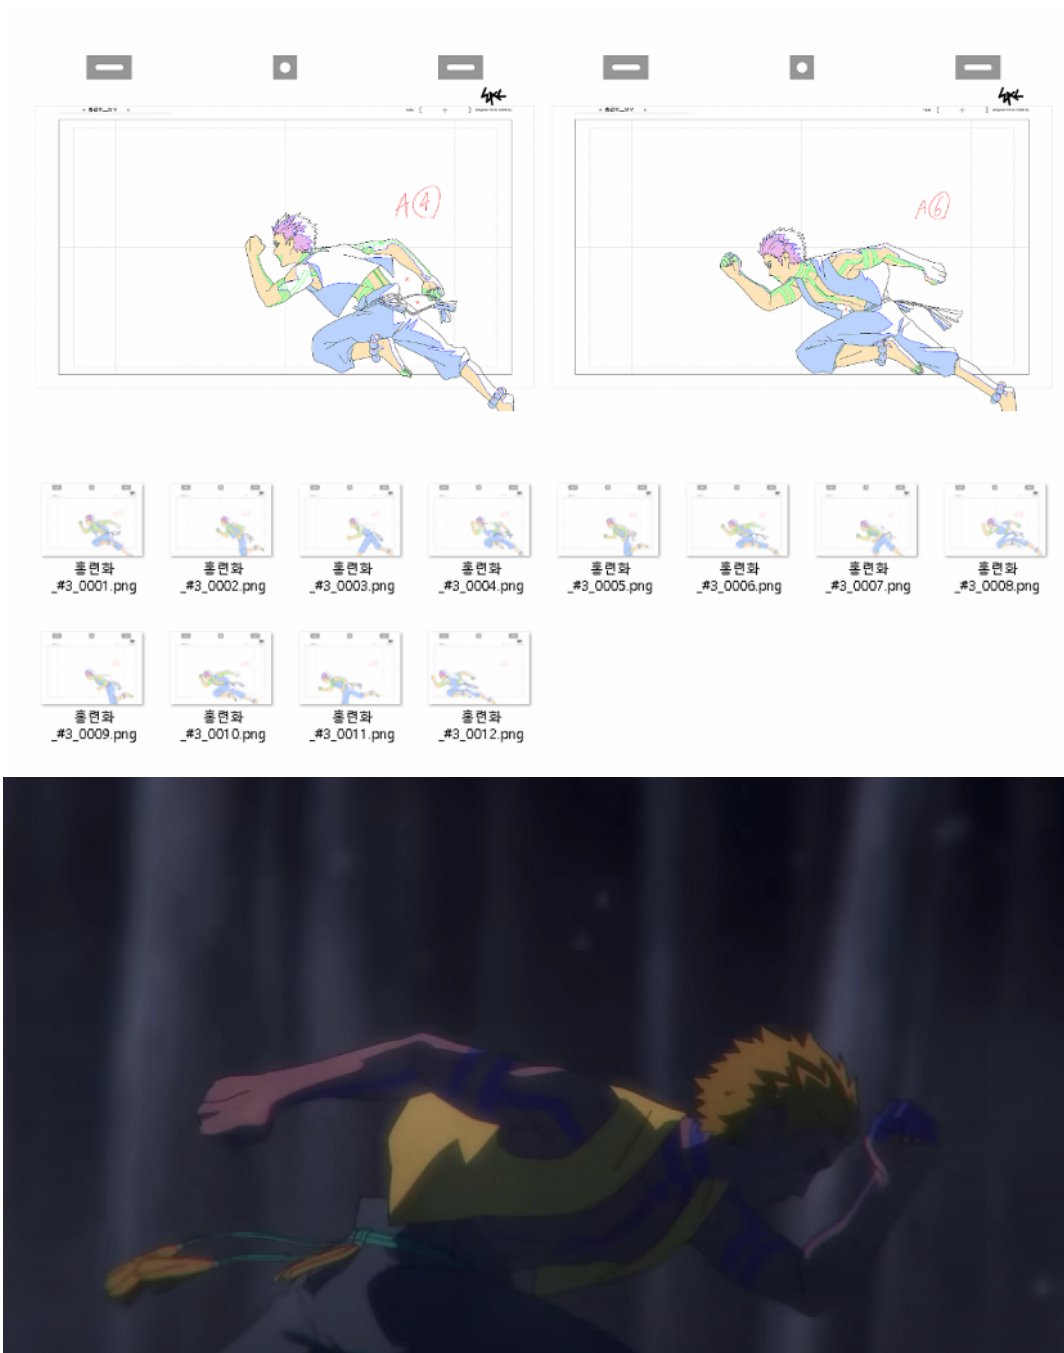 A④
A⑥
홍련화
_#3_0001.png
홍련화
_#3_0002.png
홍련화
_#3_0003.png
홍련화
_#3_0004.png
홍련화
_#3_0005.png
홍련화
_#3_0006.png
홍련화
_#3_0007.png
홍련화
_#3_0008.png
홍련화
_#3_0009.png
홍련화
_#3_0010.png
홍련화
_#3_0011.png
홍련화
_#3_0012.png